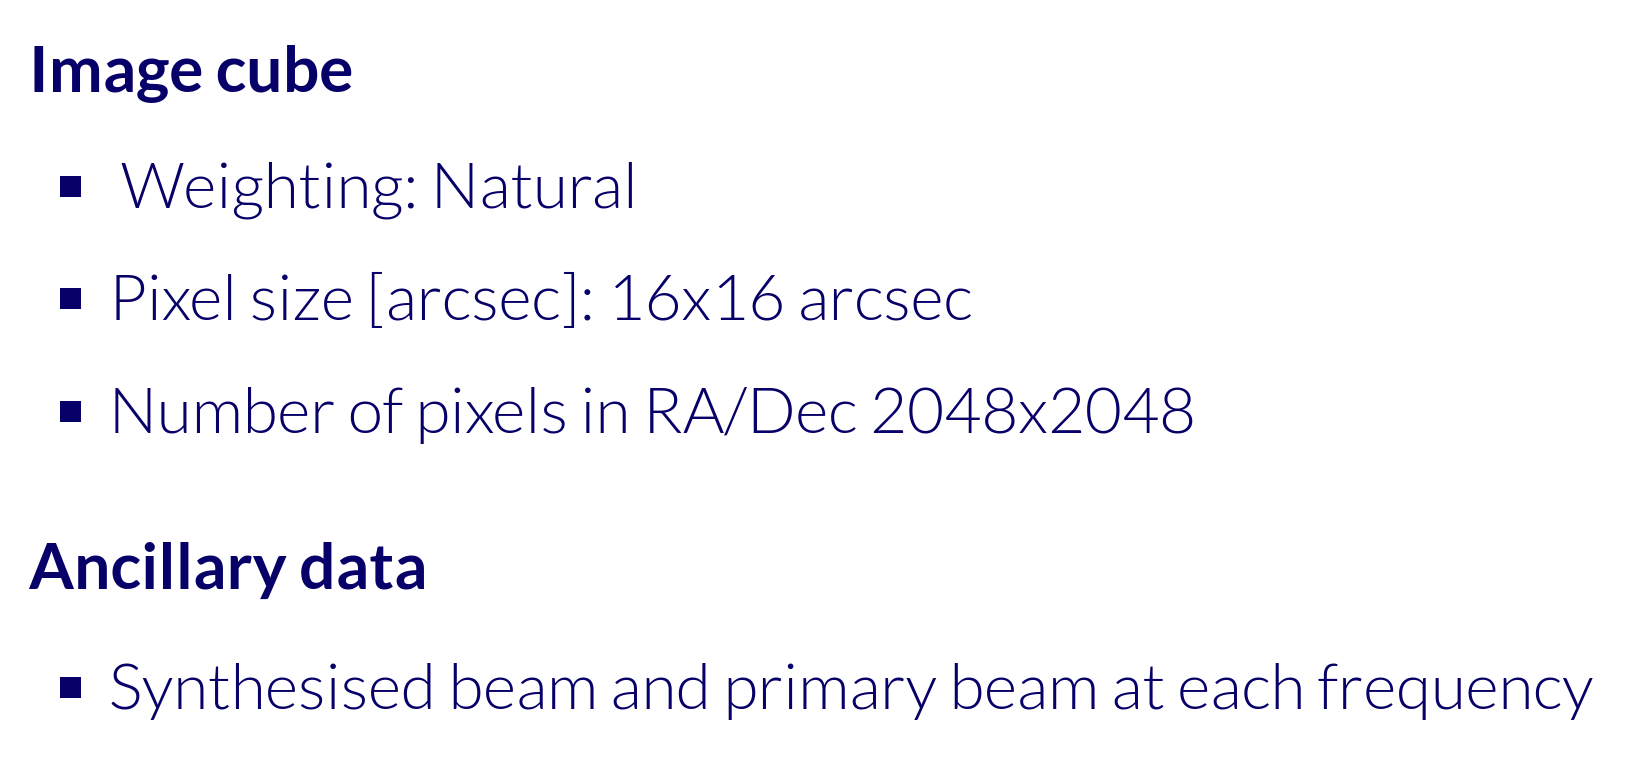 Image cube
▪ Weighting: Natural
▪ Pixel size [arcsec]: 16x16 arcsec
▪ Number of pixels in RA/Dec 2048x2048
Ancillary data
▪ Synthesised beam and primary beam at each frequency